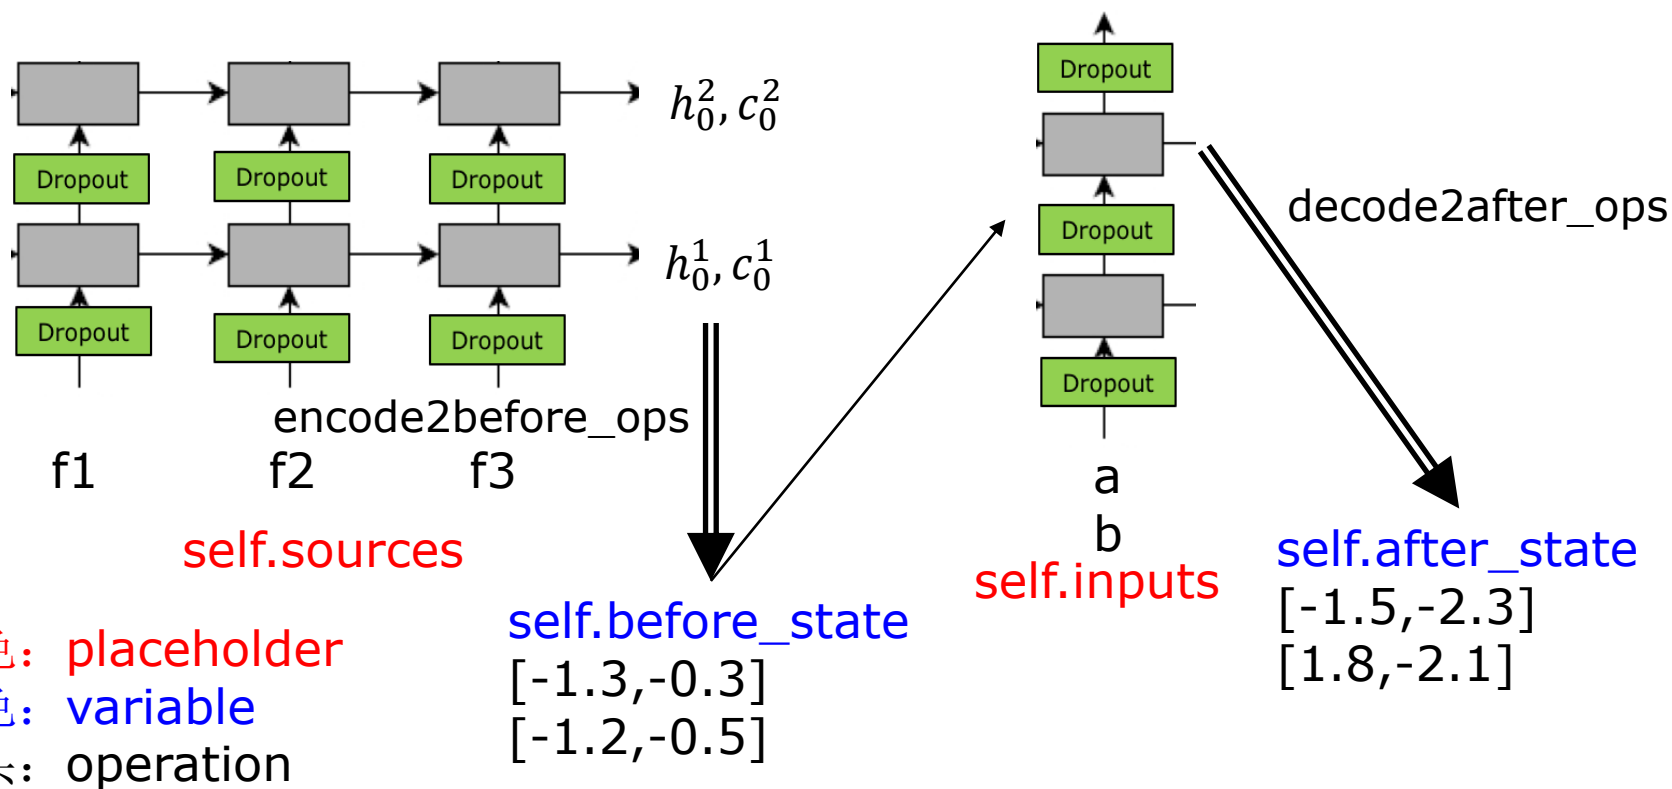 Dropout
h_0^2, c_0^2
Dropout Dropout Dropout
h_0^1, c_0^1
Dropout Dropout Dropout
encode2before_ops
f1 f2 f3
self.sources
Dropout
Dropout
decode2after_ops
a
b
self.inputs
self.before_state
[-1.3,-0.3]
[-1.2,-0.5]
self.after_state
[-1.5,-2.3]
[1.8,-2.1]
: placeholder
: variable
: operation